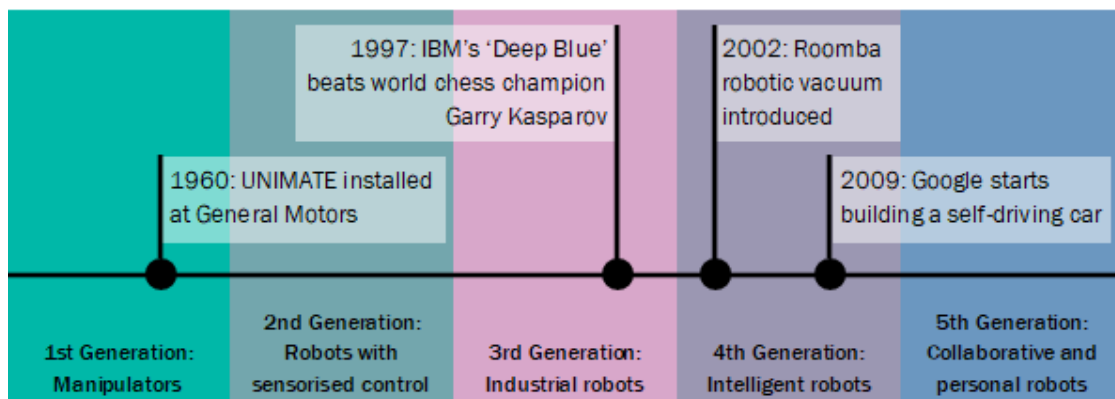 1997: IBM's 'Deep Blue'
beats world chess champion
Garry Kasparov
2002: Roomba
robotic vacuum
introduced
1960: UNIMATE installed
at General Motors
2009: Google starts
building a self-driving car
1st Generation:
Manipulators
2nd Generation:
Robots with
sensorised control
3rd Generation:
Industrial robots
4th Generation:
Intelligent robots
5th Generation:
Collaborative and
personal robots